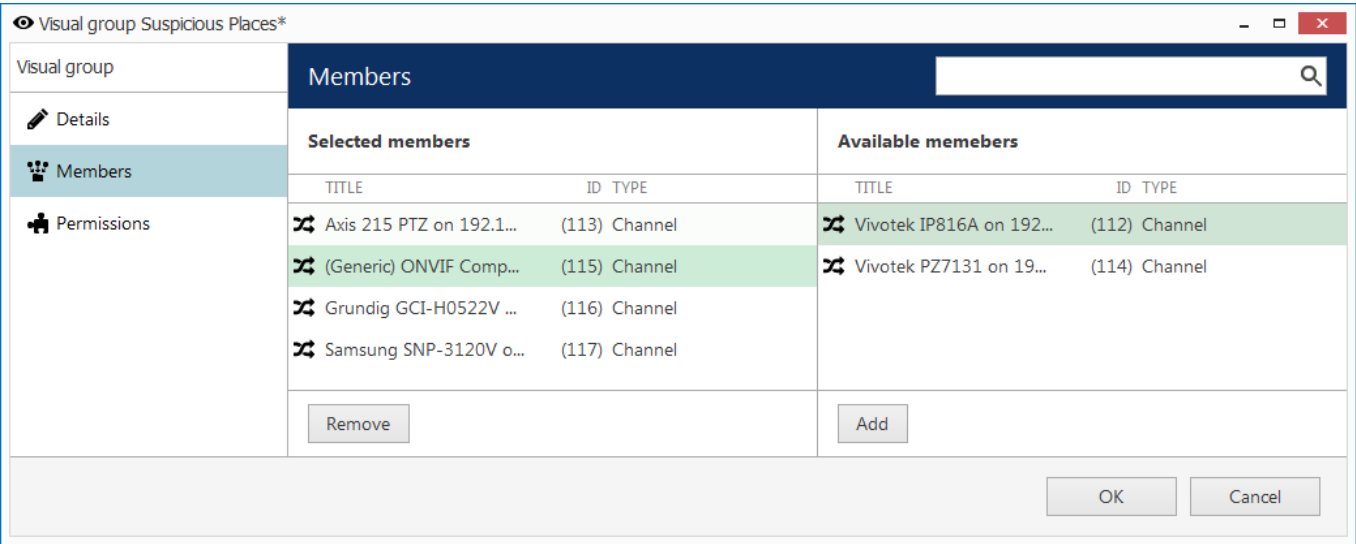 Visual group Suspicious Places*
Visual group
Details
Members
Permissions
Members
Selected members
TITLE ID TYPE
Axis 215 PTZ on 192.1... (113) Channel
(Generic) ONVIF Comp... (115) Channel
Grundig GCI-H0522V ... (116) Channel
Samsung SNP-3120V o... (117) Channel
Remove
Available memebers
TITLE ID TYPE
Vivotek IP816A on 192... (112) Channel
Vivotek PZ7131 on 19... (114) Channel
Add
OK Cancel